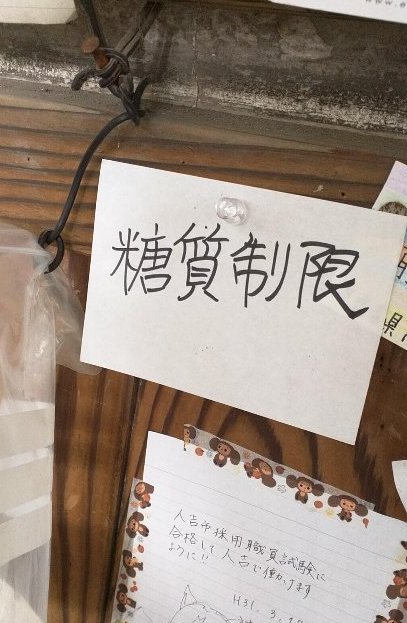 糖質制限
人吉市採用職員試験に
合格して人吉で働けます
ように!!
H31.3.